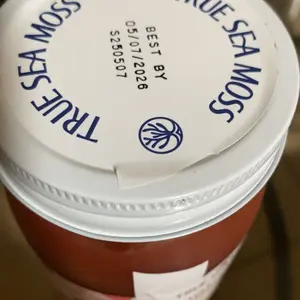 TRUE SEA MOSS
TRUE SEA MOSS
BEST BY
05/07/2026
S250507